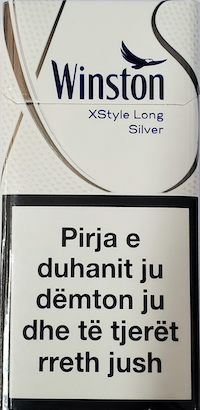 Winston
XStyle Long
Silver
Pirja e
duhanit ju
dëmton ju
dhe të tjerët
rreth jush